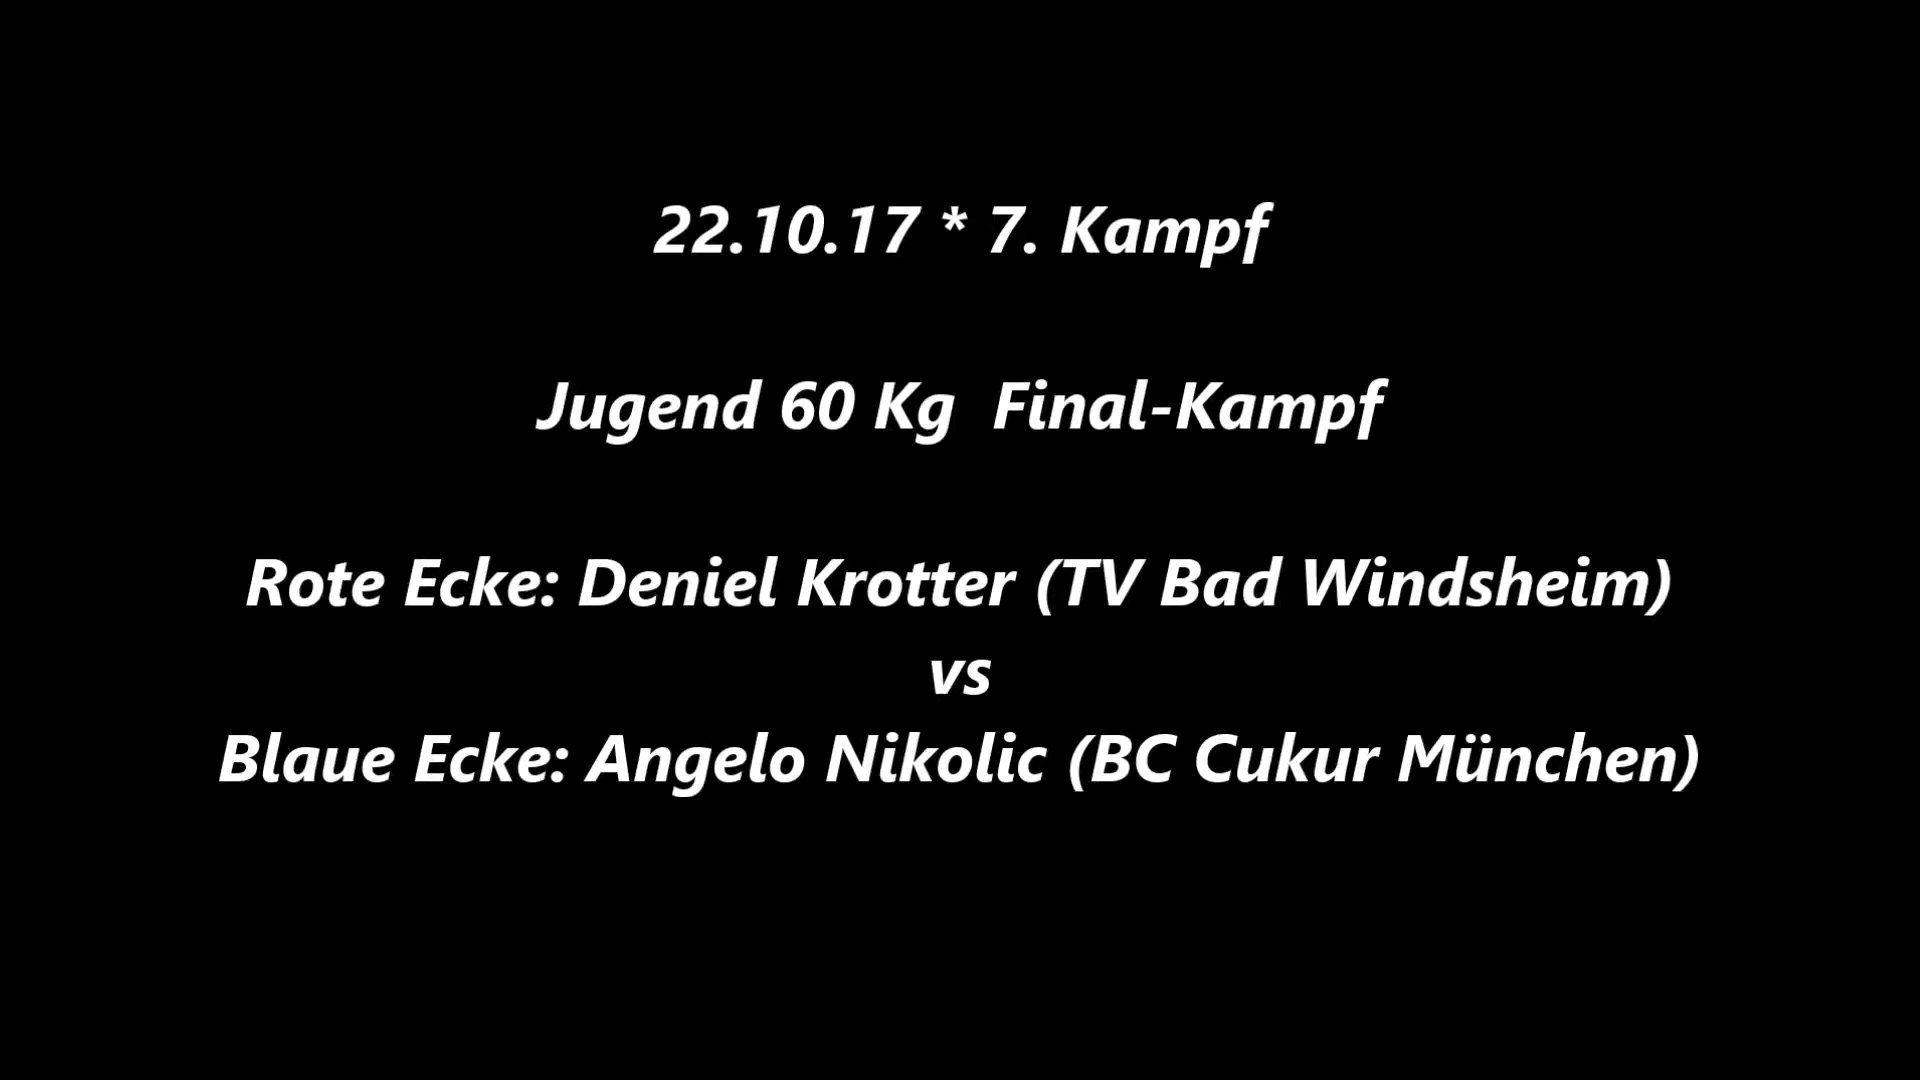 22.10.17 * 7. Kampf
Jugend 60 Kg  Final-Kampf
Rote Ecke: Deniel Krotter (TV Bad Windsheim)
vs
Blaue Ecke: Angelo Nikolic (BC Cukur München)